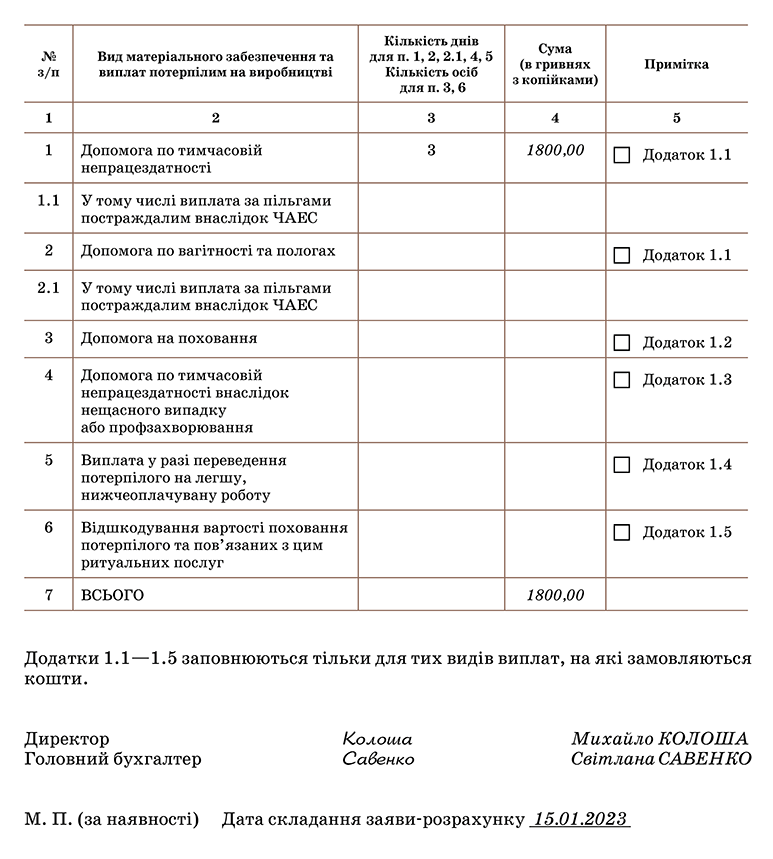 №
з/п
Вид матеріального забезпечення та
виплат потерпілим на виробництві
Кількість днів
для п. 1, 2, 2.1, 4, 5
Кількість осіб
для п. 3, 6
Сума
(в гривнях
з копійками)
Примітка
1 2 3 4 5
1 Допомога по тимчасовій 3 1800,00 Додаток 1.1
непрацездатності
1.1 У тому числі виплата за пільгами
постраждалим внаслідок ЧАЕС
2 Допомога по вагітності та пологах Додаток 1.1
2.1 У тому числі виплата за пільгами
постраждалим внаслідок ЧАЕС
3 Допомога на поховання Додаток 1.2
4 Допомога по тимчасовій Додаток 1.3
непрацездатності внаслідок
нещасного випадку
або профзахворювання
5 Виплата у разі переведення Додаток 1.4
потерпілого на легшу,
нижчеоплачувану роботу
6 Відшкодування вартості поховання Додаток 1.5
потерпілого та пов’язаних з цим
ритуальних послуг
7 ВСЬОГО 1800,00
Додатки 1.1—1.5 заповнюються тільки для тих видів виплат, на які замовляються
кошти.
Директор Колоша Михайло КОЛОША
Головний бухгалтер Савенко Світлана САВЕНКО
М. П. (за наявності) Дата складання заяви-розрахунку 15.01.2023